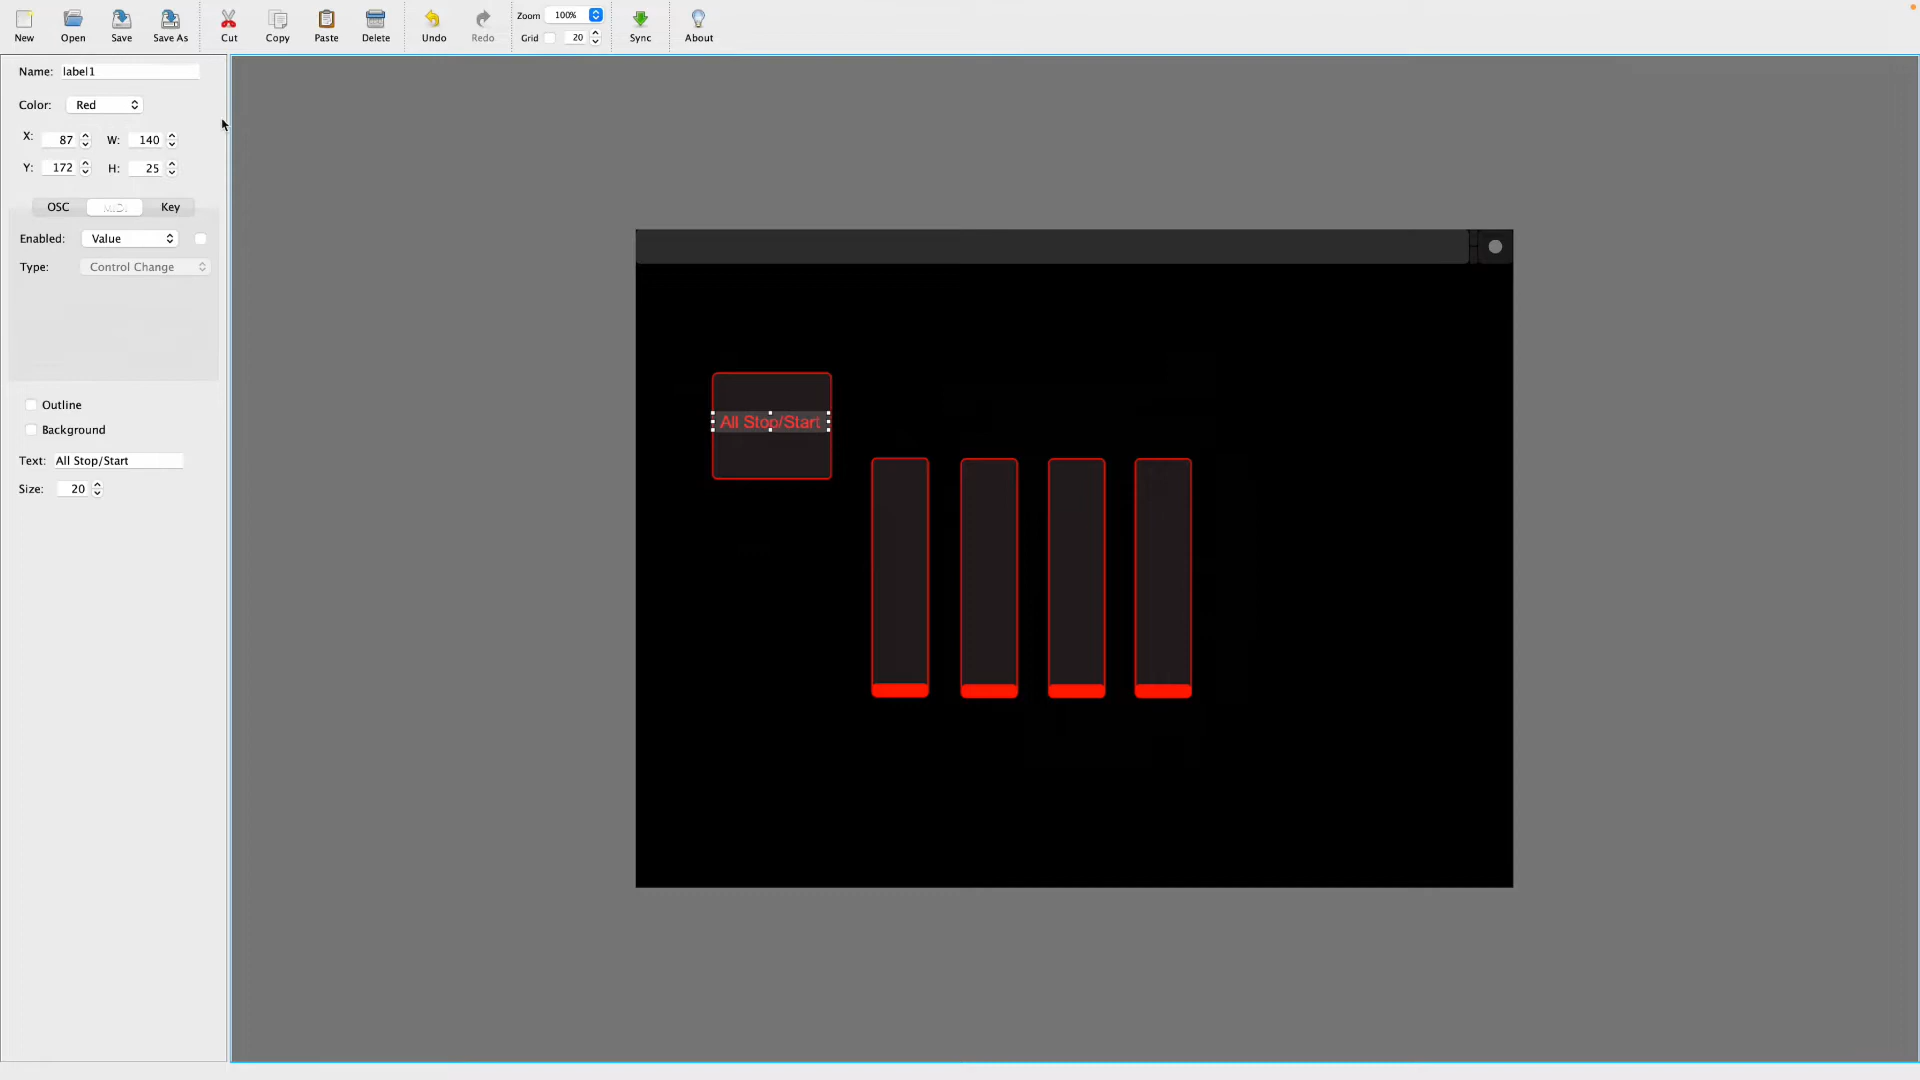 New Open Save Save As Cut Copy Paste Delete Undo Redo Zoom 100% Grid 20 Sync About
Name: label1
Color: Red
X: 87 W: 140
Y: 172 H: 25
OSC MIDI Key
Enabled: Value
Type: Control Change
Outline
Background
Text: All Stop/Start
Size: 20
All Stop/Start